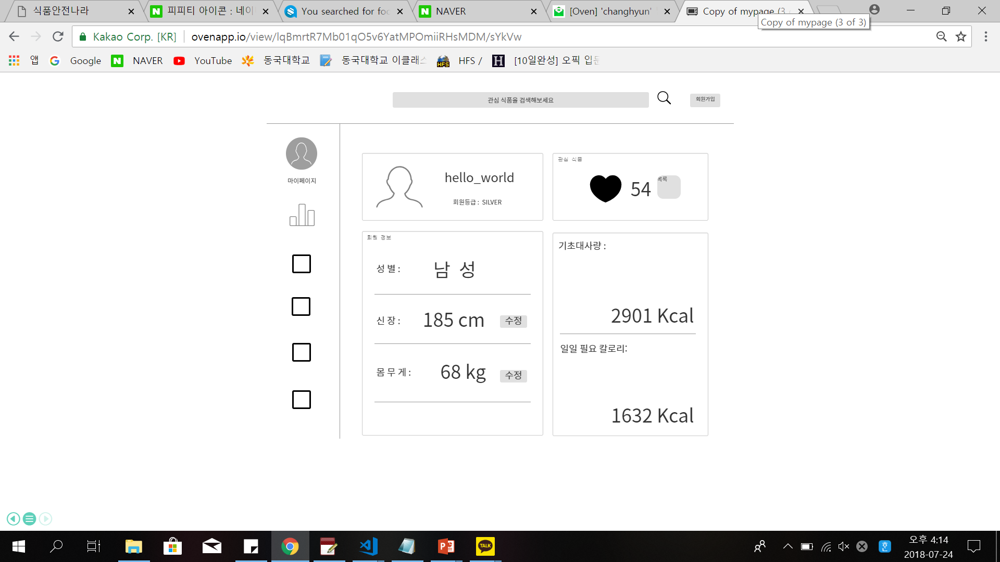 식품안전나라
피피티 아이콘 : 네이
You searched for foo
NAVER
[Oven] 'changhyun'
Copy of mypage (3
Copy of mypage (3 of 3)
Kakao Corp. [KR]
ovenapp.io/view/lqBmrtR7Mb01qO5v6YatMPOmiiRHsMDM/sYkVw
앱
Google
NAVER
YouTube
동국대학교
동국대학교 이클래스
HFS /
[10일완성] 오픽 입문
관심 식품을 검색해보세요
회원가입
마이페이지
hello_world
회원등급 : SILVER
관심 식품
54
목록
회원 정보
성 별 :
남 성
신 장 :
185 cm
수정
몸 무 게 :
68 kg
수정
기초대사량 :
2901 Kcal
일일 필요 칼로리:
1632 Kcal
HFS
TALK
오후 4:14
2018-07-24